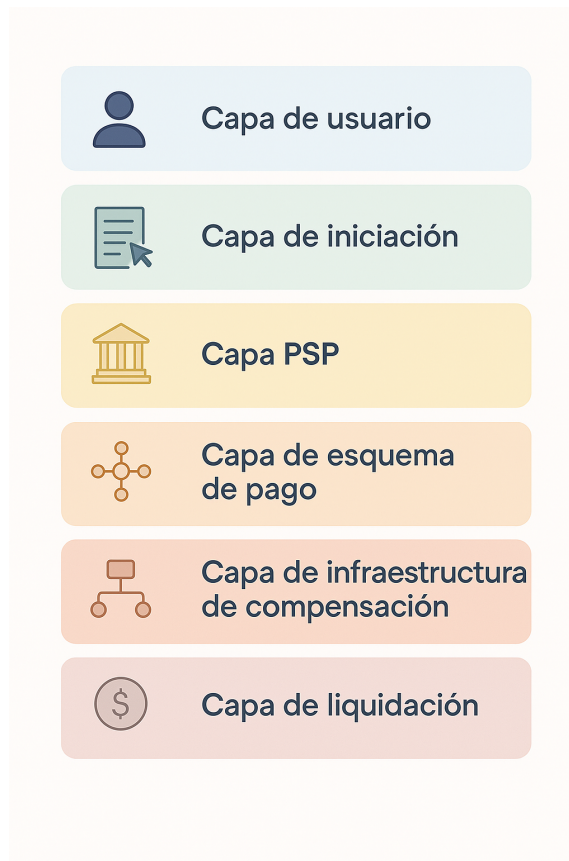 Capa de usuario
Capa de iniciación
Capa PSP
Capa de esquema
de pago
Capa de infraestructura
de compensación
$
Capa de liquidación